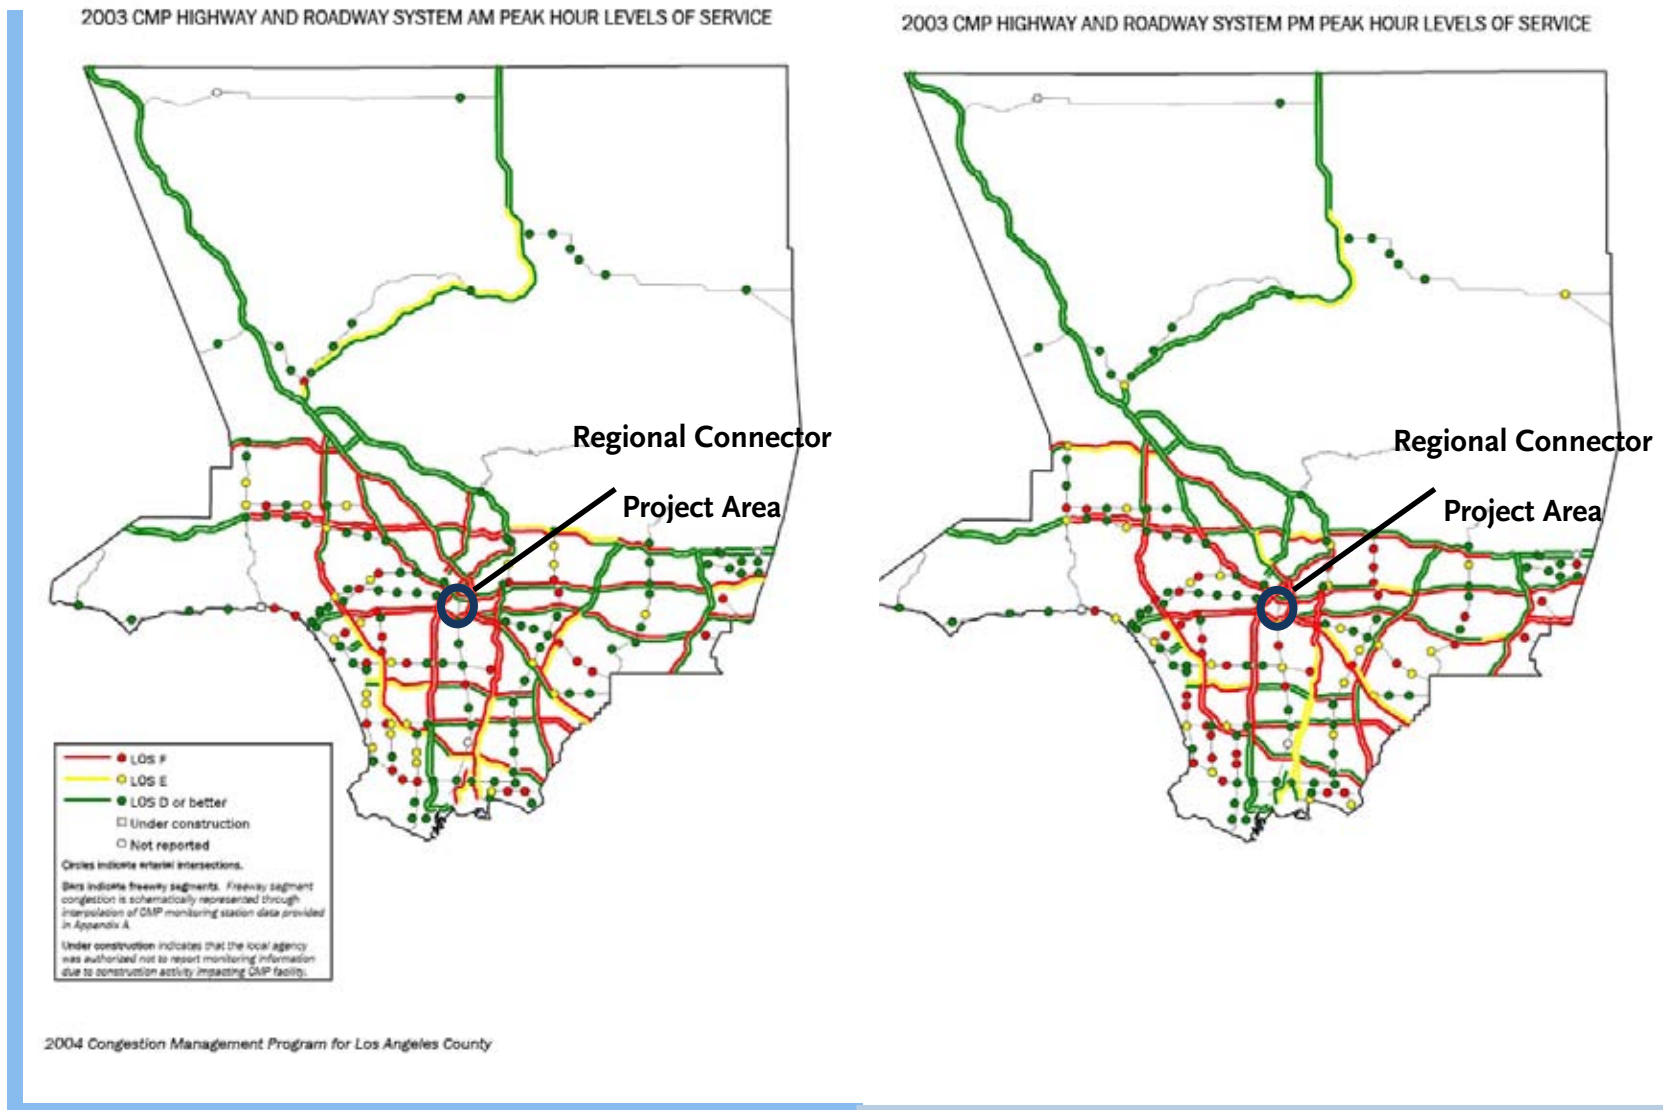 2003 CMP HIGHWAY AND ROADWAY SYSTEM AM PEAK HOUR LEVELS OF SERVICE
Regional Connector
Project Area
LOS F
LOS E
LOS D or better
Under construction
Not reported
Circles indicate arterial intersections.
Bars indicate freeway segments. Freeway segment
congestion is schematically represented through
interpolation of CMP monitoring station data provided
in Appendix A.
Under construction indicates that the local agency
was authorized not to report monitoring information
due to construction activity impacting CMP facility.
2004 Congestion Management Program for Los Angeles County
2003 CMP HIGHWAY AND ROADWAY SYSTEM PM PEAK HOUR LEVELS OF SERVICE
Regional Connector
Project Area